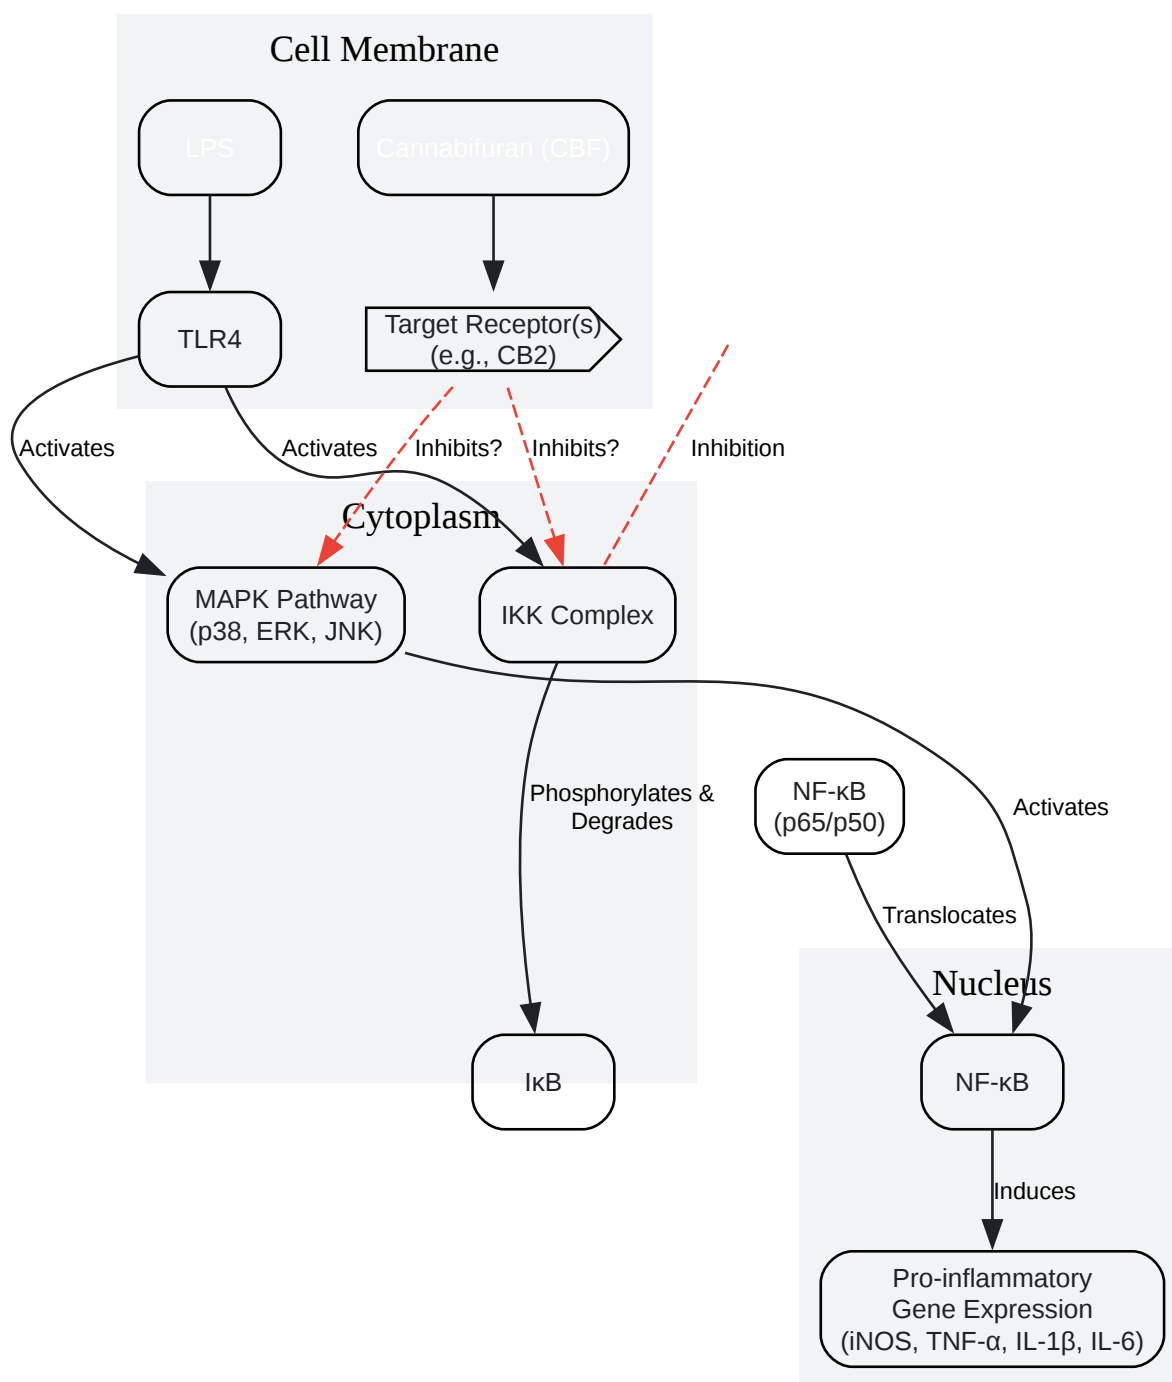 Cell Membrane
LPS
Cannabifuran (CBF)
TLR4
Target Receptor(s)
(e.g., CB2)
Activates
Activates
Inhibits?
Inhibits?
Inhibition
Cytoplasm
MAPK Pathway
(p38, ERK, JNK)
IKK Complex
Phosphorylates &
Degrades
NF-κB
(p65/p50)
Activates
Translocates
Nucleus
IκB
NF-κB
Induces
Pro-inflammatory
Gene Expression
(iNOS, TNF-α, IL-1β, IL-6)